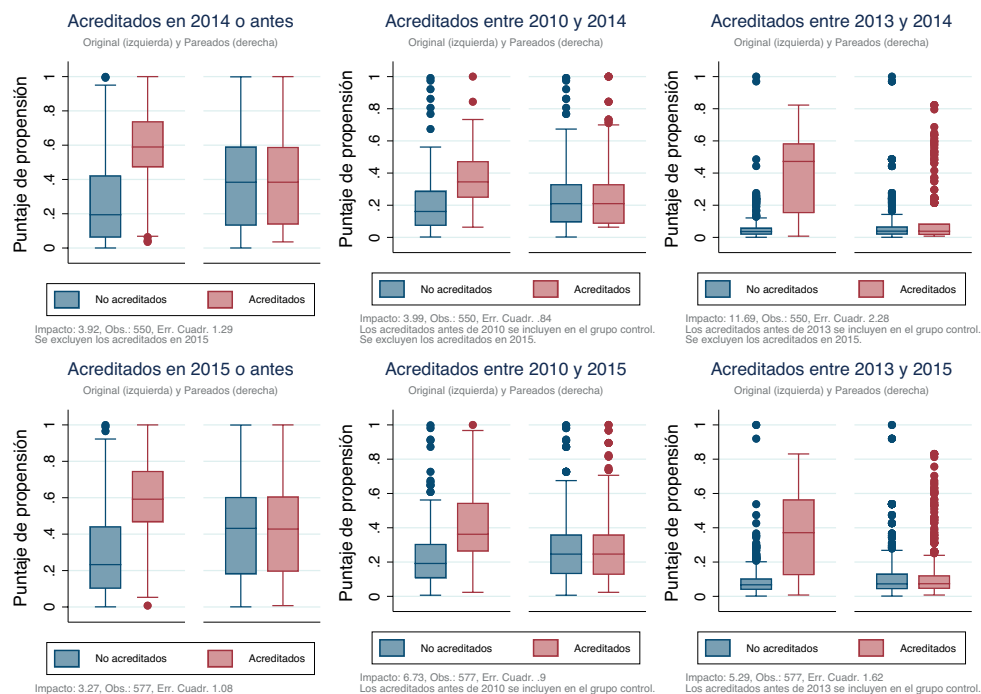 Acreditados en 2014 o antes
Original (izquierda) y Pareados (derecha)
Puntaje de propensión
1
.8
.6
.4
.2
0
No acreditados
Acreditados
Impacto: 3.92, Obs.: 550, Err. Cuadr. 1.29
Se excluyen los acreditados en 2015
Acreditados entre 2010 y 2014
Original (izquierda) y Pareados (derecha)
Puntaje de propensión
1
.8
.6
.4
.2
0
No acreditados
Acreditados
Impacto: 3.99, Obs.: 550, Err. Cuadr. .84
Los acreditados antes de 2010 se incluyen en el grupo control.
Se excluyen los acreditados en 2015.
Acreditados entre 2013 y 2014
Original (izquierda) y Pareados (derecha)
Puntaje de propensión
1
.8
.6
.4
.2
0
No acreditados
Acreditados
Impacto: 11.69, Obs.: 550, Err. Cuadr. 2.28
Los acreditados antes de 2013 se incluyen en el grupo control.
Se excluyen los acreditados en 2015.
Acreditados en 2015 o antes
Original (izquierda) y Pareados (derecha)
Puntaje de propensión
1
.8
.6
.4
.2
0
No acreditados
Acreditados
Impacto: 3.27, Obs.: 577, Err. Cuadr. 1.08
Acreditados entre 2010 y 2015
Original (izquierda) y Pareados (derecha)
Puntaje de propensión
1
.8
.6
.4
.2
0
No acreditados
Acreditados
Impacto: 6.73, Obs.: 577, Err. Cuadr. .9
Los acreditados antes de 2010 se incluyen en el grupo control.
Acreditados entre 2013 y 2015
Original (izquierda) y Pareados (derecha)
Puntaje de propensión
1
.8
.6
.4
.2
0
No acreditados
Acreditados
Impacto: 5.29, Obs.: 577, Err. Cuadr. 1.62
Los acreditados antes de 2013 se incluyen en el grupo control.